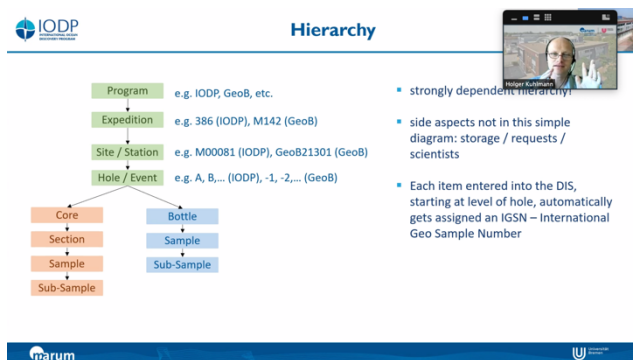 IODP
INTERNATIONAL OCEAN
DISCOVERY PROGRAM
Hierarchy
Holger Kuhlmann
Program
e.g. IODP, GeoB, etc.
Expedition
e.g. 386 (IODP), M142 (GeoB)
Site / Station
e.g. M00081 (IODP), GeoB21301 (GeoB)
Hole / Event
e.g. A, B,... (IODP), -1, -2,... (GeoB)
Core
Section
Sample
Sub-Sample
Bottle
Sample
Sub-Sample
strongly dependent hierarchy!
side aspects not in this simple
diagram: storage / requests /
scientists
Each item entered into the DIS,
starting at level of hole, automatically
gets assigned an IGSN – International
Geo Sample Number
marum
Universität
Bremen